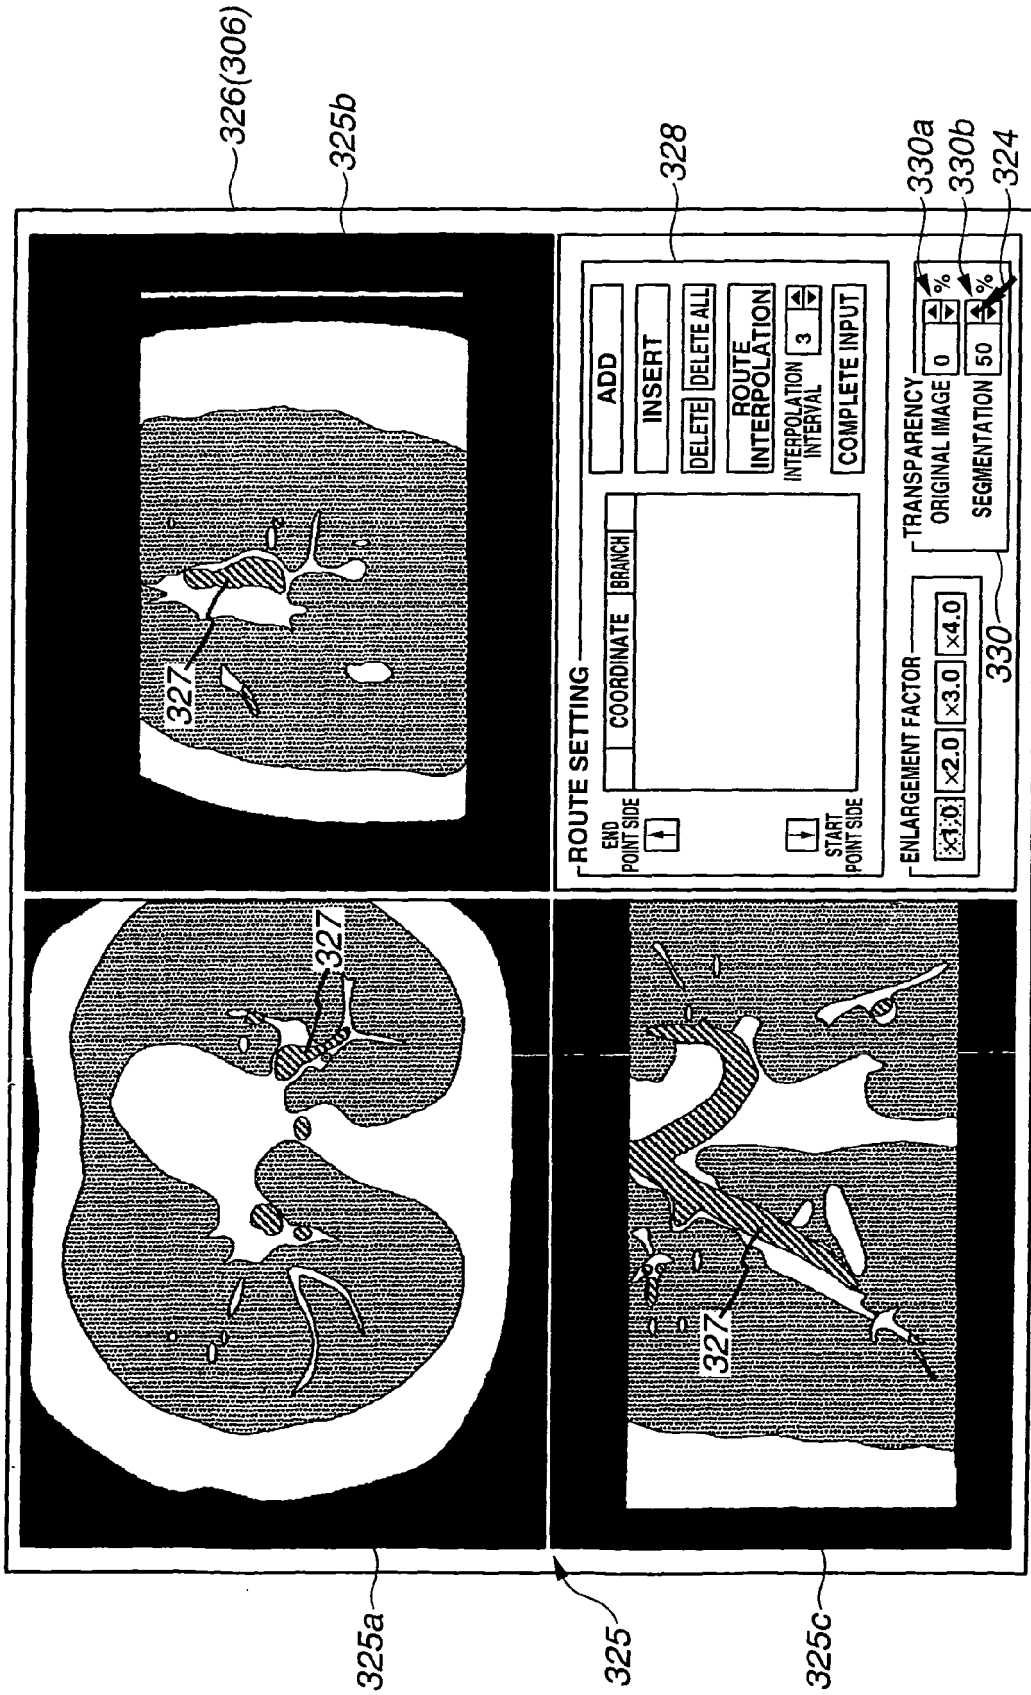 326(306)
325b
325a
327
327
ROUTE SETTING
328
END
POINT SIDE
COORDINATE
BRANCH
ADD
INSERT
DELETE
DELETE ALL
ROUTE
INTERPOLATION
INTERPOLATION
INTERVAL
3
COMPLETE INPUT
START
POINT SIDE
325
325c
327
ENLARGEMENT FACTOR
×1.0
×2.0
×3.0
×4.0
330
TRANSPARENCY
ORIGINAL IMAGE
0
%
330a
SEGMENTATION
50
%
330b
324